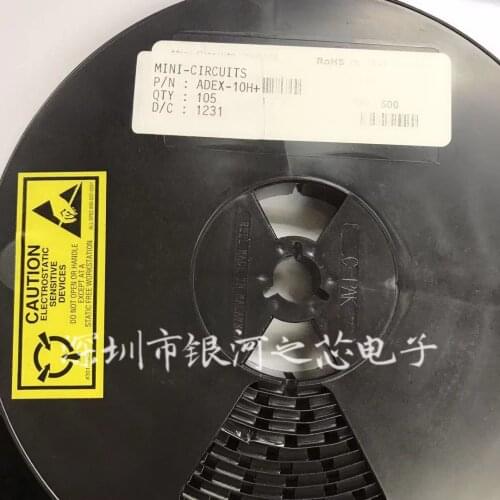 RoHS
MINI-CIRCUITS
P/N : ADEX-10H+
QTY : 105
D/C : 1231
500
CAUTION
ELECTROSTATIC
SENSITIVE
DEVICES
DO NOT OPEN OR HANDLE
EXCEPT AT A
STATIC FREE WORKSTATION
深圳市银河之芯电子